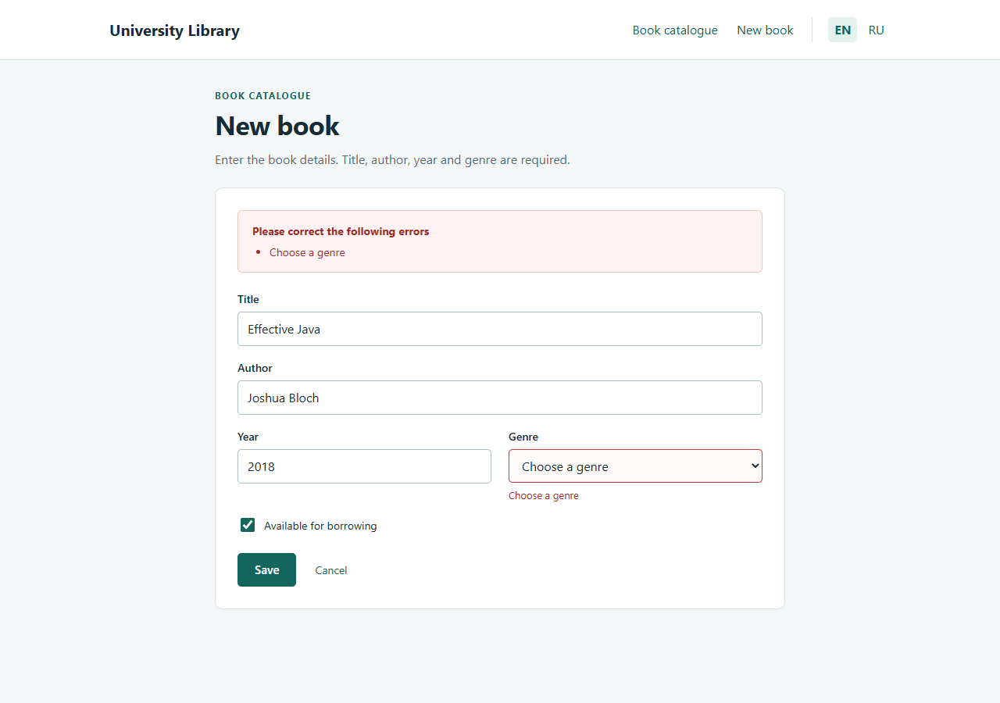 University Library
Book catalogue
New book
EN
RU
BOOK CATALOGUE
New book
Enter the book details. Title, author, year and genre are required.
Please correct the following errors
• Choose a genre
Title
Effective Java
Author
Joshua Bloch
Year
Genre
2018
Choose a genre
Choose a genre
Available for borrowing
Save
Cancel